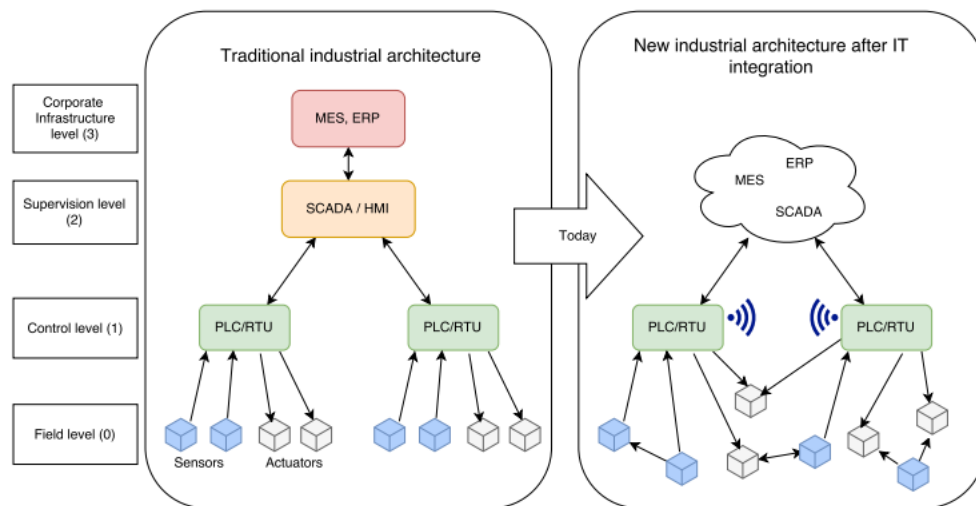 Traditional industrial architecture
New industrial architecture after IT
integration
Corporate
Infrastructure
level (3)
MES, ERP
ERP
MES
SCADA
Supervision level
(2)
SCADA / HMI
Today
Control level (1)
PLC/RTU
PLC/RTU
PLC/RTU
PLC/RTU
Field level (0)
Sensors
Actuators